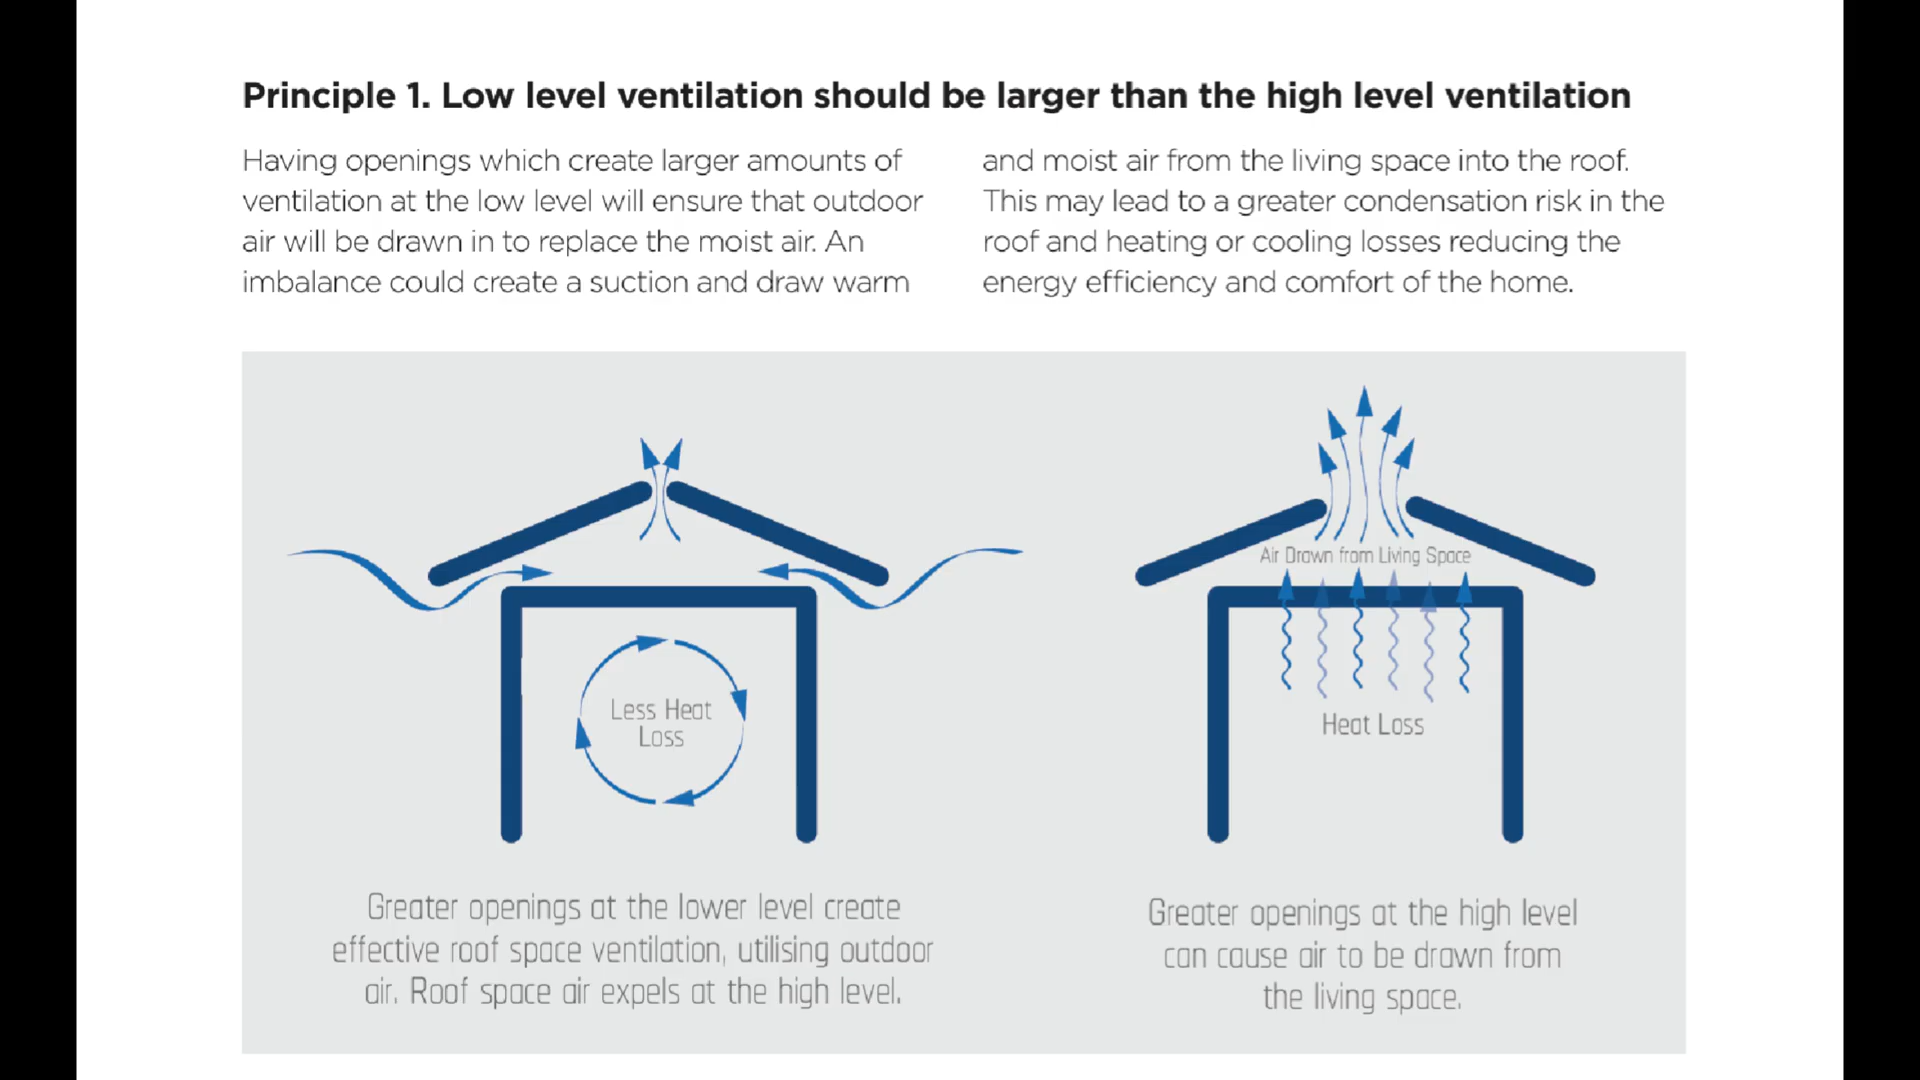 Principle 1. Low level ventilation should be larger than the high level ventilation
Having openings which create larger amounts of
ventilation at the low level will ensure that outdoor
air will be drawn in to replace the moist air. An
imbalance could create a suction and draw warm
and moist air from the living space into the roof.
This may lead to a greater condensation risk in the
roof and heating or cooling losses reducing the
energy efficiency and comfort of the home.
Less Heat
Loss
Greater openings at the lower level create
effective roof space ventilation, utilising outdoor
air. Roof space air expels at the high level.
Air Drawn from Living Space
Heat Loss
Greater openings at the high level
can cause air to be drawn from
the living space.